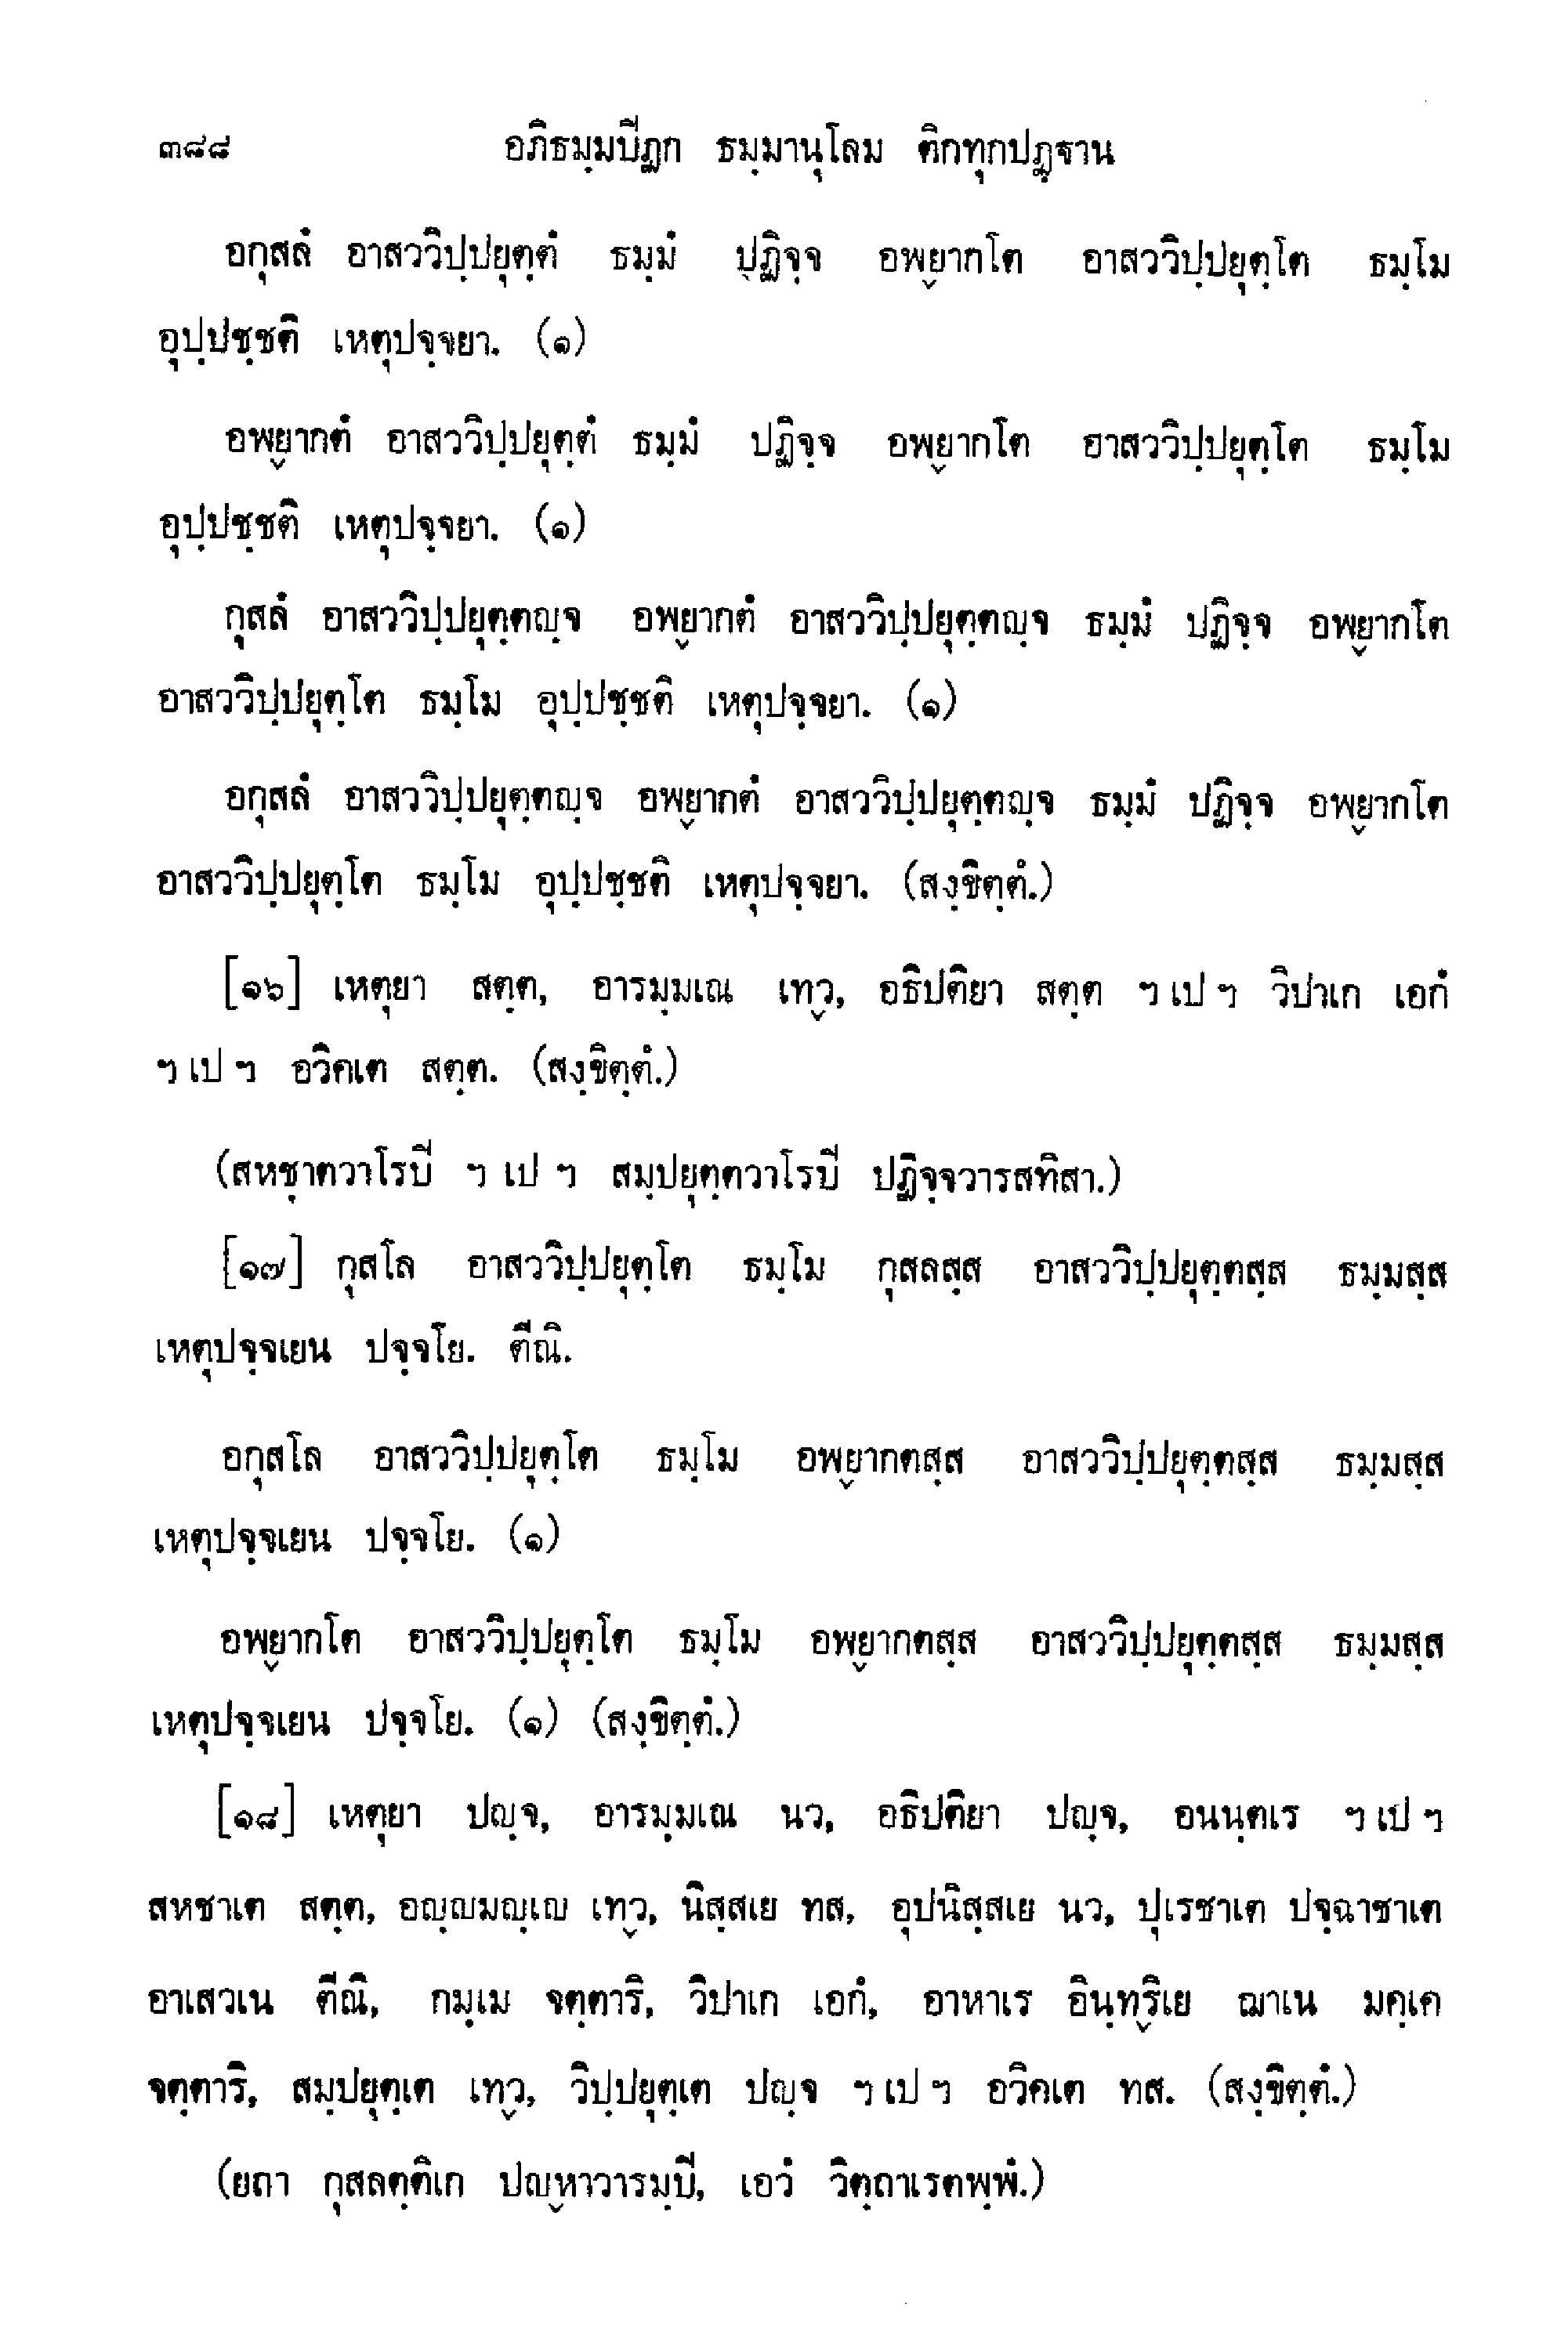 ๓๘๘ อภิธมฺมปิฏก ธมฺมานุโลม ติกทุกปฏฺฐาน
อกุสลํ อาสววิปฺปยุตฺตํ ธมฺมํ ปฏิจฺจ อพฺยากโต อาสววิปฺปยุตฺโต ธมฺโม
อุปฺปชฺชติ เหตุปจฺจยา. (๑)
อพฺยากตํ อาสววิปฺปยุตฺตํ ธมฺมํ ปฏิจฺจ อพฺยากโต อาสววิปฺปยุตฺโต ธมฺโม
อุปฺปชฺชติ เหตุปจฺจยา. (๑)
กุสลํ อาสววิปฺปยุตฺตญฺจ อพฺยากตํ อาสววิปฺปยุตฺตญฺจ ธมฺมํ ปฏิจฺจ อพฺยากโต
อาสววิปฺปยุตฺโต ธมฺโม อุปฺปชฺชติ เหตุปจฺจยา. (๑)
อกุสลํ อาสววิปฺปยุตฺตญฺจ อพฺยากตํ อาสววิปฺปยุตฺตญฺจ ธมฺมํ ปฏิจฺจ อพฺยากโต
อาสววิปฺปยุตฺโต ธมฺโม อุปฺปชฺชติ เหตุปจฺจยา. (สงฺขิตฺตํ.)
[๑๖] เหตุยา สตฺต, อารมฺมเณ เทฺว, อธิปติยา สตฺต ฯ เป ฯ วิปาเก เอกํ
ฯ เป ฯ อวิคเต สตฺต. (สงฺขิตฺตํ.)
(สหชาตวาโรปิ ฯ เป ฯ สมฺปยุตฺตวาโรปิ ปฏิจฺจวารสทิสา.)
[๑๗] กุสโล อาสววิปฺปยุตฺโต ธมฺโม กุสลสฺส อาสววิปฺปยุตฺตสฺส ธมฺมสฺส
เหตุปจฺจเยน ปจฺจโย. ตีณิ.
อกุสโล อาสววิปฺปยุตฺโต ธมฺโม อพฺยากตสฺส อาสววิปฺปยุตฺตสฺส ธมฺมสฺส
เหตุปจฺจเยน ปจฺจโย. (๑)
อพฺยากโต อาสววิปฺปยุตฺโต ธมฺโม อพฺยากตสฺส อาสววิปฺปยุตฺตสฺส ธมฺมสฺส
เหตุปจฺจเยน ปจฺจโย. (๑) (สงฺขิตฺตํ.)
[๑๘] เหตุยา ปญฺจ, อารมฺมเณ นว, อธิปติยา ปญฺจ, อนนฺตเร ฯ เป ฯ
สหชาเต สตฺต, อญฺญมญฺเญ เทฺว, นิสฺสเย ทส, อุปนิสฺสเย นว, ปุเรชาเต ปจฺฉาชาเต
อาเสวเน ตีณิ, กมฺเม จตฺตาริ, วิปาเก เอกํ, อาหาเร อินฺทฺริเย ฌาเน มคฺเค
จตฺตาริ, สมฺปยุตฺเต เทฺว, วิปฺปยุตฺเต ปญฺจ ฯ เป ฯ อวิคเต ทส. (สงฺขิตฺตํ.)
(ยถา กุสลตฺติเก ปญฺหาวารมฺปิ, เอวํ วิตฺถาเรตพฺพํ.)